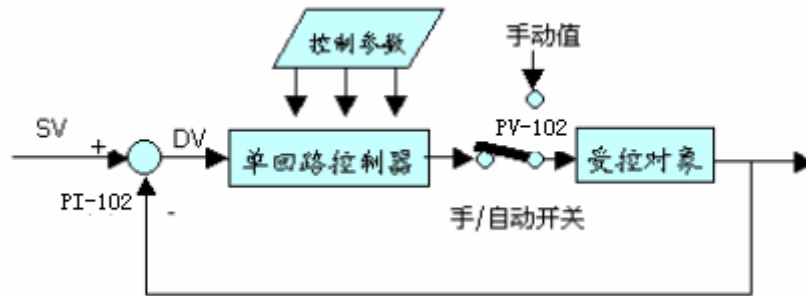 控制参数
手动值
SV
+
DV
单回路控制器
PV-102
受控对象
PI-102
-
手/自动开关